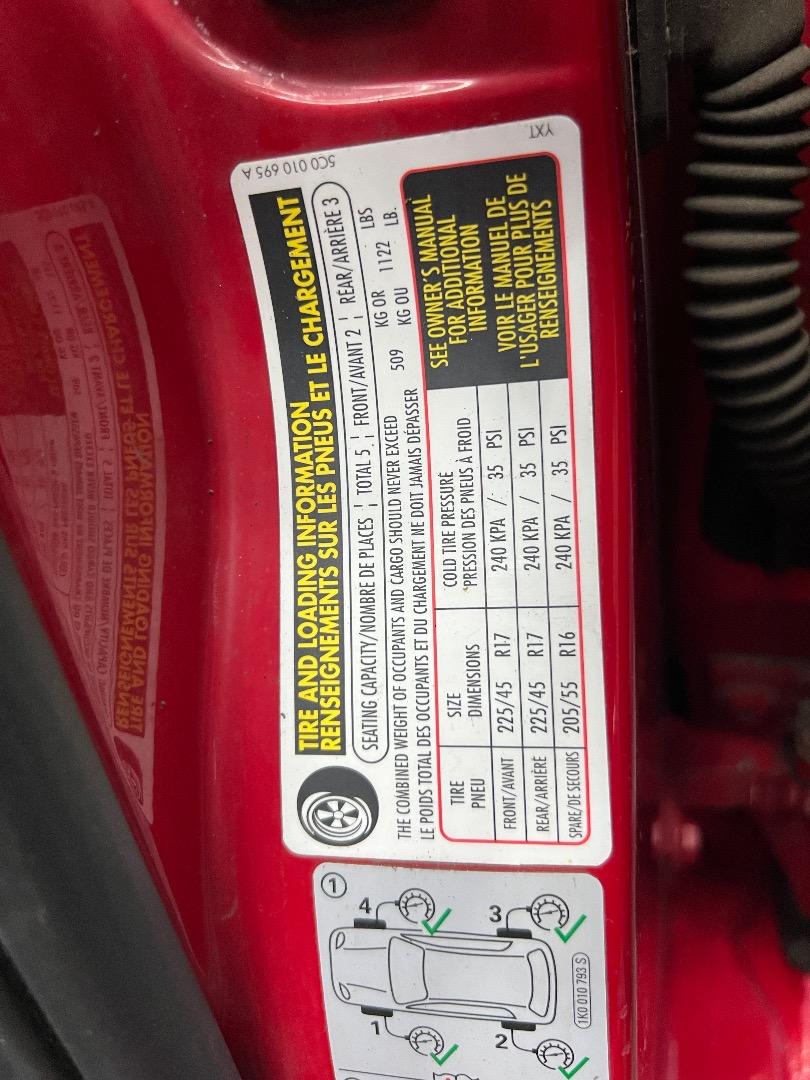 5C0 010 695 A
YXT
TIRE AND LOADING INFORMATION
RENSEIGNEMENTS SUR LES PNEUS ET LE CHARGEMENT
SEATING CAPACITY/NOMBRE DE PLACES ¦ TOTAL 5 ¦ FRONT/AVANT 2 ¦ REAR/ARRIÈRE 3
THE COMBINED WEIGHT OF OCCUPANTS AND CARGO SHOULD NEVER EXCEED 509 KG OR 1122 LBS
LE POIDS TOTAL DES OCCUPANTS ET DU CHARGEMENT NE DOIT JAMAIS DÉPASSER KG OU LB.
TIRE SIZE COLD TIRE PRESSURE
PNEU DIMENSIONS PRESSION DES PNEUS À FROID
FRONT/AVANT 225/45 R17 240 KPA / 35 PSI
REAR/ARRIÈRE 225/45 R17 240 KPA / 35 PSI
SPARE/DE SECOURS 205/55 R16 240 KPA / 35 PSI
SEE OWNER'S MANUAL
FOR ADDITIONAL
INFORMATION
VOIR LE MANUEL DE
L'USAGER POUR PLUS DE
RENSEIGNEMENTS
1
4
3
1
2
1K0 010 793 S